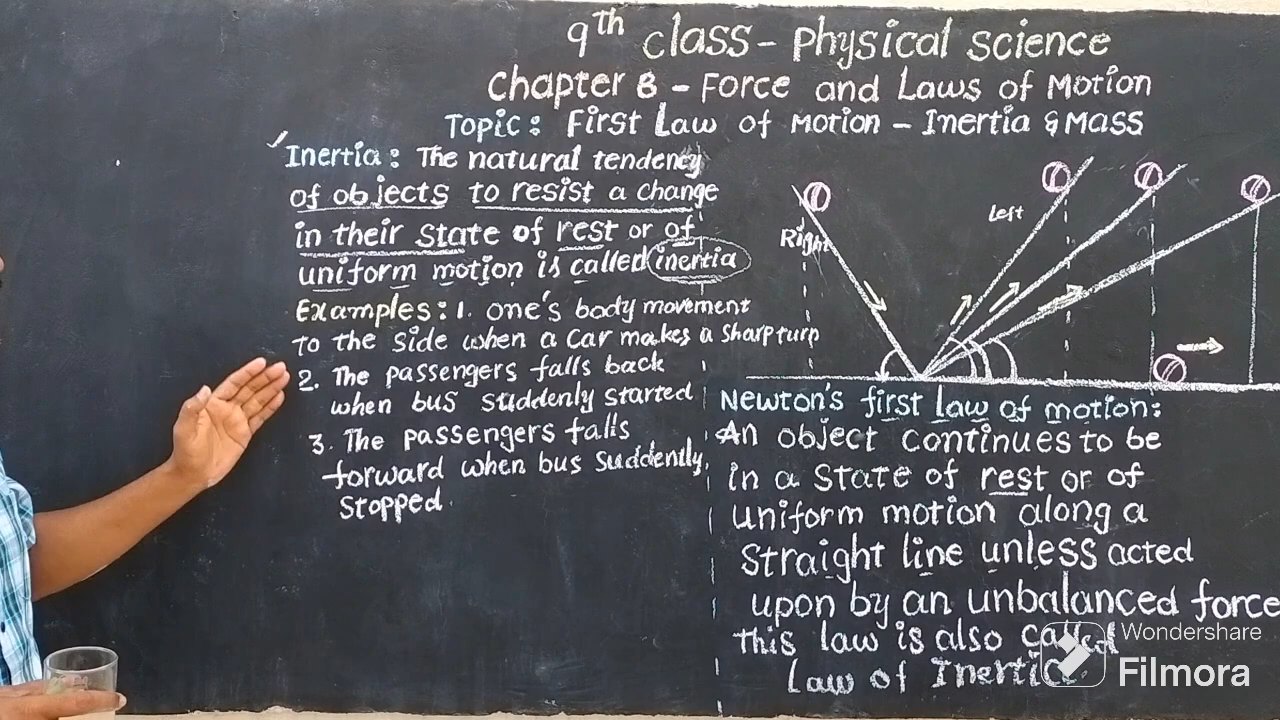 9th class - Physical science
Chapter 8 - Force and Laws of Motion
Topic: First Law of Motion - Inertia & Mass
Inertia: The natural tendency
of objects to resist a change
in their state of rest or of
uniform motion is called inertia
Examples: 1. one's body movement
to the side when a car makes a sharp turn
2. The passengers falls back
when bus suddenly started
3. The passengers falls
forward when bus suddenly
stopped.
Right
Left
Newton's first law of motion:
An object continues to be
in a state of rest or of
uniform motion along a
straight line unless acted
upon by an unbalanced force
This law is also called
Law of Inertia.
Wondershare
Filmora